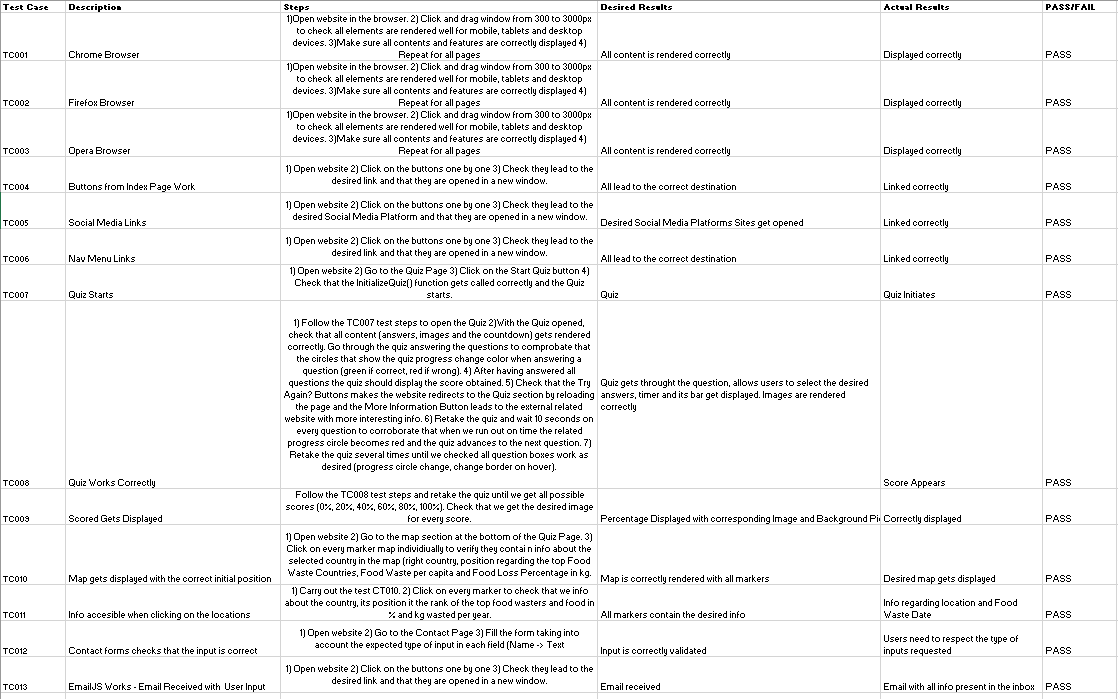 Test Case Description Steps Desired Results Actual Results PASS/FAIL
1)Open website in the browser. 2) Click and drag window from 300 to 3000px
to check all elements are rendered well for mobile, tablets and desktop
devices. 3)Make sure all contents and features are correctly displayed 4)
TC001 Chrome Browser Repeat for all pages All content is rendered correctly Displayed correctly PASS
1)Open website in the browser. 2) Click and drag window from 300 to 3000px
to check all elements are rendered well for mobile, tablets and desktop
devices. 3)Make sure all contents and features are correctly displayed 4)
TC002 Firefox Browser Repeat for all pages All content is rendered correctly Displayed correctly PASS
1)Open website in the browser. 2) Click and drag window from 300 to 3000px
to check all elements are rendered well for mobile, tablets and desktop
devices. 3)Make sure all contents and features are correctly displayed 4)
TC003 Opera Browser Repeat for all pages All content is rendered correctly Displayed correctly PASS
1) Open website 2) Click on the buttons one by one 3) Check they lead to the
desired link and that they are opened in a new window.
TC004 Buttons from Index Page Work All lead to the correct destination Linked correctly PASS
1) Open website 2) Click on the buttons one by one 3) Check they lead to the
desired Social Media Platform and that they are opened in a new window.
TC005 Social Media Links Desired Social Media Platforms Sites get opened Linked correctly PASS
1) Open website 2) Click on the buttons one by one 3) Check they lead to the
desired link and that they are opened in a new window.
TC006 Nav Menu Links All lead to the correct destination Linked correctly PASS
1) Open website 2) Go to the Quiz Page 3) Click on the Start Quiz button 4)
Check that the InitializeQuiz() function gets called correctly and the Quiz
TC007 Quiz Starts starts. Quiz Quiz Initiates PASS
1) Follow the TC007 test steps to open the Quiz 2)With the Quiz opened,
check that all content (answers, images and the countdown) gets rendered
correctly. Go through the quiz answering the questions to comprobate that
the circles that show the quiz progress change color when answering a
question (green if correct, red if wrong). 4) After having answered all
questions the quiz should display the score obtained. 5) Check that the Try
Again? Buttons makes the website redirects to the Quiz section by reloading
the page and the More Information Button leads to the external related
website with more interesting info. 6) Retake the quiz and wait 10 seconds on
every question to corroborate that when we run out on time the related
progress circle becomes red and the quiz advances to the next question. 7)
Retake the quiz several times until we checked all question boxes work as
desired (progress circle change, change border on hover).
Quiz gets throught the question, allows users to select the desired
answers, timer and its bar get displayed. Images are rendered
correctly
TC008 Quiz Works Correctly Score Appears PASS
Follow the TC008 test steps and retake the quiz until we get all possible
scores (0%, 20%, 40%, 60%, 80%, 100%). Check that we get the desired image
TC009 Scored Gets Displayed for every score. Percentage Displayed with corresponding Image and Background Pi Correctly displayed PASS
1) Open website 2) Go to the map section at the bottom of the Quiz Page. 3)
Click on every marker map individiually to verify they contain info about the
selected country in the map (right country, position regarding the top Food
Waste Countries, Food Waste per capita and Food Loss Percentage in kg.
TC010 Map gets displayed with the correct initial position Map is correctly rendered with all markers Desired map gets displayed PASS
1) Carry out the test CT010. 2) Click on every marker to check that we info
about the country, its position it the rank of the top food wasters and food in
% and kg wasted per year.
Info regarding location and Food
Waste Date
TC011 Info accesible when clicking on the locations All markers contain the desired info PASS
1) Open website 2) Go to the Contact Page 3) Fill the form taking into
account the expected type of input in each field (Name -> Text
Users need to respect the type of
inputs requested
TC012 Contact forms checks that the input is correct Input is correctly validated PASS
1) Open website 2) Click on the buttons one by one 3) Check they lead to the
desired link and that they are opened in a new window.
TC013 EmailJS Works - Email Received with User Input Email received Email with all info present in the inbox PASS